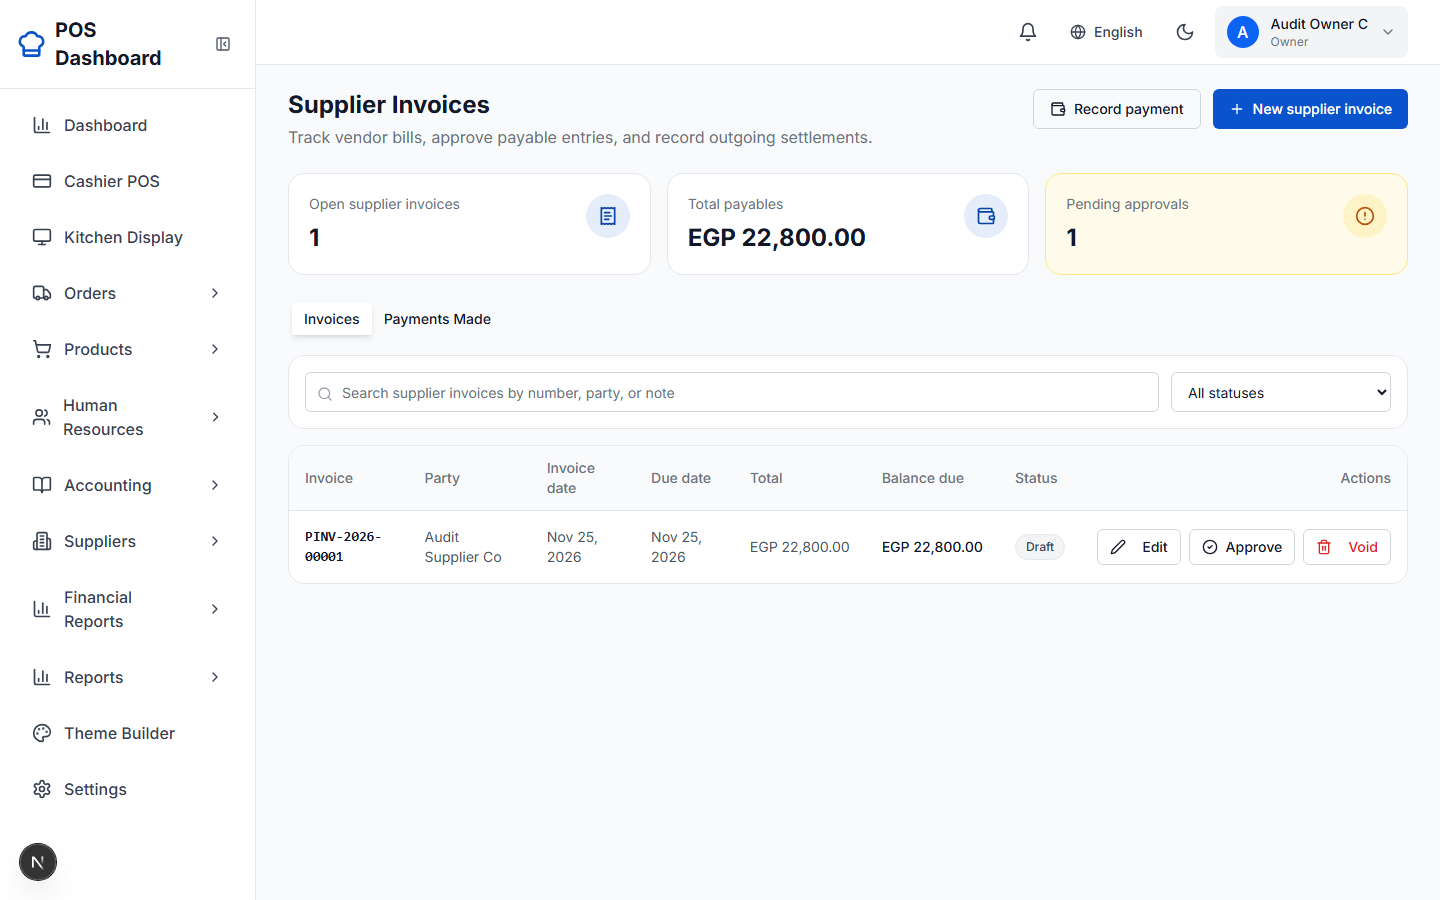 POS
Dashboard
English
A
Audit Owner C
Owner
Dashboard
Cashier POS
Kitchen Display
Orders
Products
Human
Resources
Accounting
Suppliers
Financial
Reports
Reports
Theme Builder
Settings
N
Supplier Invoices
Track vendor bills, approve payable entries, and record outgoing settlements.
Record payment
New supplier invoice
Open supplier invoices
1
Total payables
EGP 22,800.00
Pending approvals
1
Invoices
Payments Made
Search supplier invoices by number, party, or note
All statuses
Invoice
Party
Invoice
date
Due date
Total
Balance due
Status
Actions
PINV-2026-
00001
Audit
Supplier Co
Nov 25,
2026
Nov 25,
2026
EGP 22,800.00
EGP 22,800.00
Draft
Edit
Approve
Void